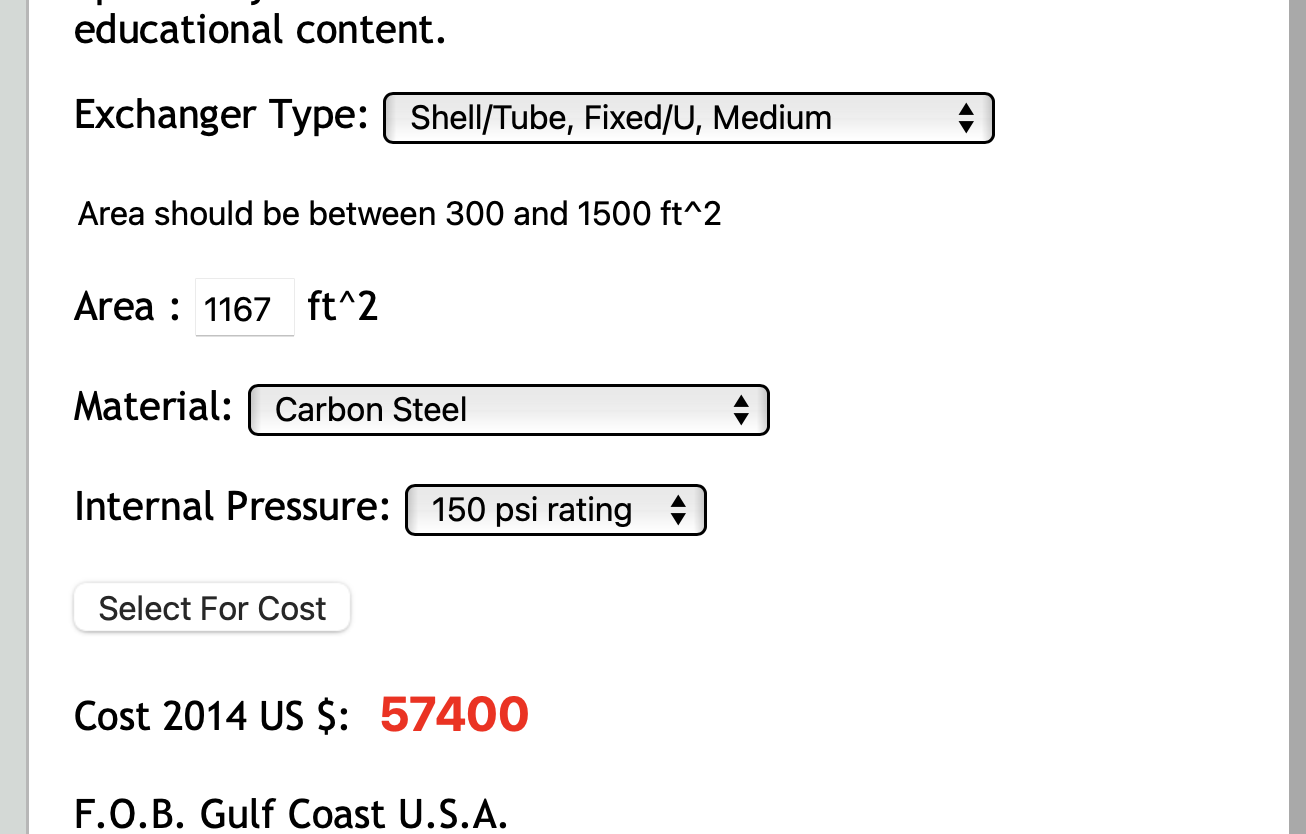 educational content.
Exchanger Type: Shell/Tube, Fixed/U, Medium
Area should be between 300 and 1500 ft^2
Area : 1167 ft^2
Material: Carbon Steel
Internal Pressure: 150 psi rating
Select For Cost
Cost 2014 US $: 57400
F.O.B. Gulf Coast U.S.A.